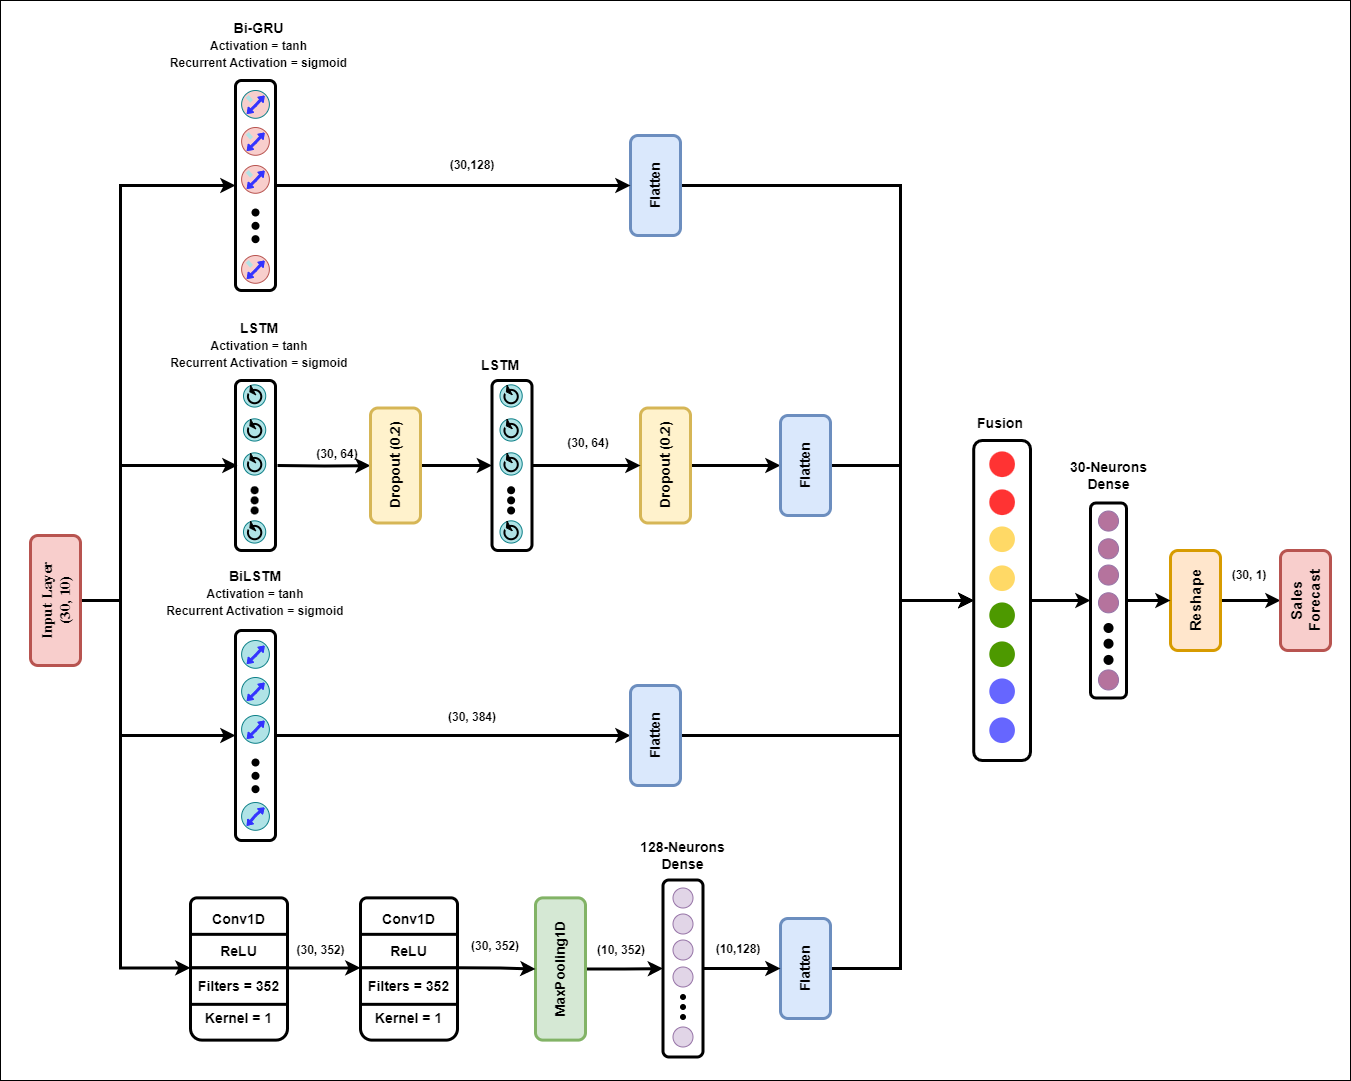 Bi-GRU
Activation = tanh
Recurrent Activation = sigmoid
(30,128)
Flatten
LSTM
Activation = tanh
Recurrent Activation = sigmoid
(30, 64)
Dropout (0.2)
LSTM
(30, 64)
Dropout (0.2)
Flatten
Input Layer
(30, 10)
BiLSTM
Activation = tanh
Recurrent Activation = sigmoid
(30, 384)
Flatten
Conv1D
ReLU
Filters = 352
Kernel = 1
(30, 352)
Conv1D
ReLU
Filters = 352
Kernel = 1
(30, 352)
MaxPooling1D
(10, 352)
128-Neurons
Dense
(10,128)
Flatten
Fusion
30-Neurons
Dense
Reshape
(30, 1)
Sales
Forecast